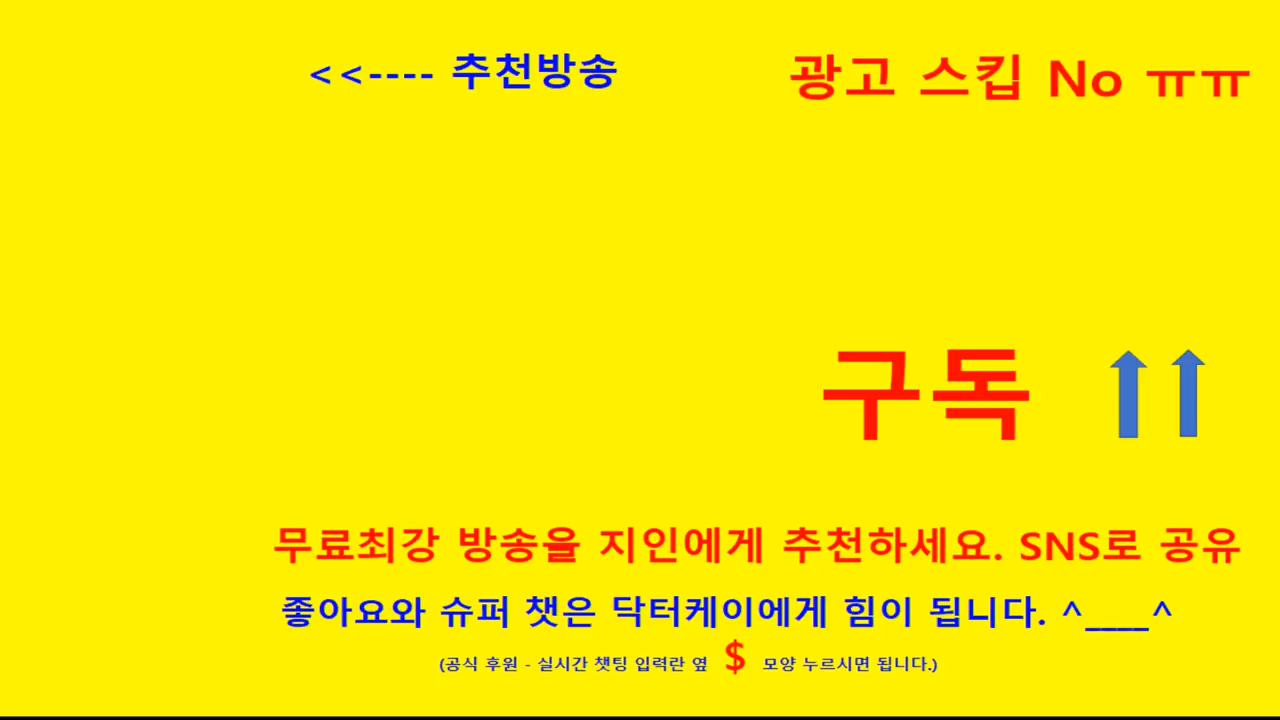 <<---- 추천방송
광고 스킵 No ㅠㅠ
구독
무료최강 방송을 지인에게 추천하세요. SNS로 공유
좋아요와 슈퍼 챗은 닥터케이에게 힘이 됩니다. ^____^
(공식 후원 - 실시간 챗팅 입력란 옆 $ 모양 누르시면 됩니다.)